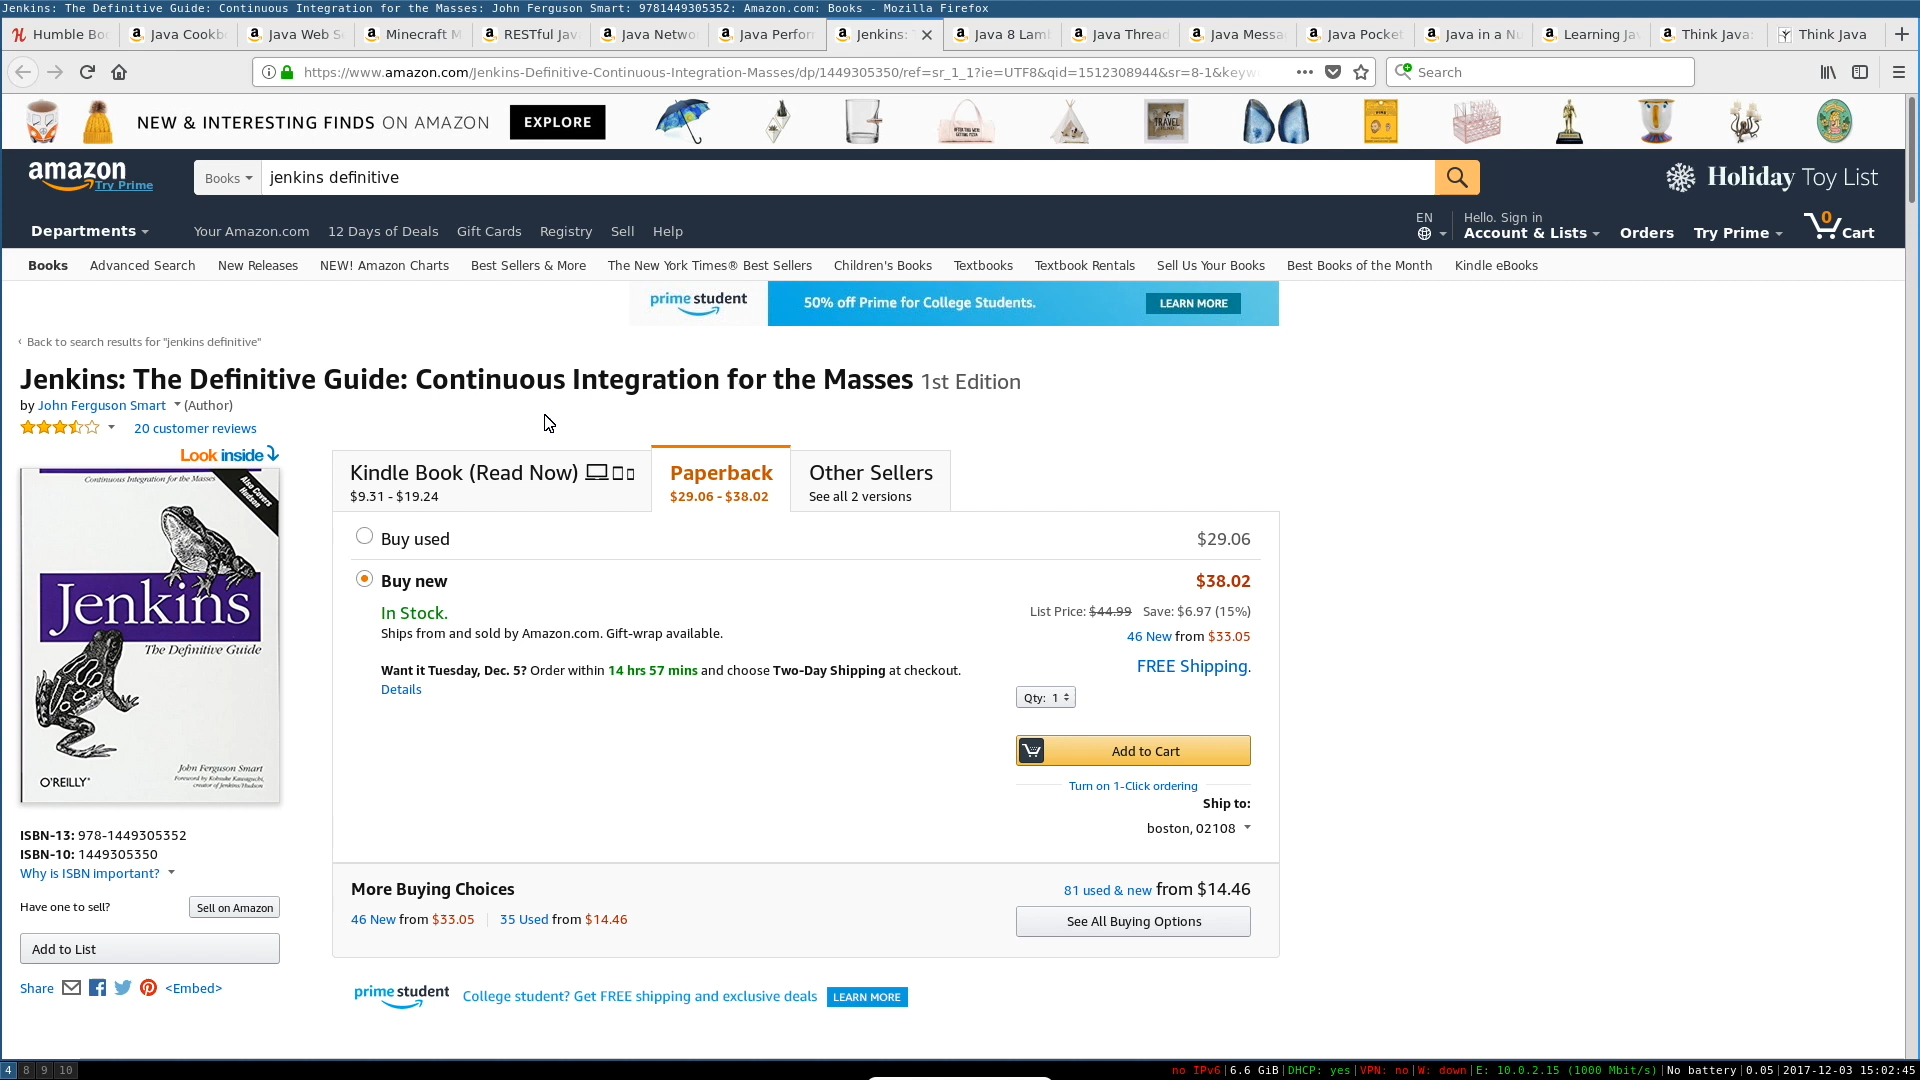 Jenkins: The Definitive Guide: Continuous Integration for the Masses: John Ferguson Smart: 9781449305352: Amazon.com: Books - Mozilla Firefox
Humble Bo Java Cookb Java Web S Minecraft M RESTful Jav Java Netwo Java Perfor Jenkins: Java 8 Lam Java Thread Java Messa Java Pocket Java in a Nu Learning Ja Think Java: Think Java
https://www.amazon.com/Jenkins-Definitive-Continuous-Integration-Masses/dp/1449305350/ref=sr_1_1?ie=UTF8&qid=1512308944&sr=8-1&keyw Search
NEW & INTERESTING FINDS ON AMAZON EXPLORE
amazon Try Prime Books jenkins definitive Holiday Toy List
EN Hello. Sign in 0
Departments Your Amazon.com 12 Days of Deals Gift Cards Registry Sell Help Account & Lists Orders Try Prime Cart
Books Advanced Search New Releases NEW! Amazon Charts Best Sellers & More The New York Times® Best Sellers Children's Books Textbooks Textbook Rentals Sell Us Your Books Best Books of the Month Kindle eBooks
prime student 50% off Prime for College Students. LEARN MORE
‹ Back to search results for "jenkins definitive"
Jenkins: The Definitive Guide: Continuous Integration for the Masses 1st Edition
by John Ferguson Smart (Author)
20 customer reviews
Look inside
Continuous Integration for the Masses
Also Covers Hudson
Jenkins
The Definitive Guide
O'REILLY®
John Ferguson Smart
Foreword by Kohsuke Kawaguchi,
creator of Jenkins/Hudson
ISBN-13: 978-1449305352
ISBN-10: 1449305350
Why is ISBN important?
Have one to sell? Sell on Amazon
Add to List
Share <Embed>
Kindle Book (Read Now) Paperback Other Sellers
$9.31 - $19.24 $29.06 - $38.02 See all 2 versions
Buy used $29.06
Buy new $38.02
In Stock. List Price: $44.99 Save: $6.97 (15%)
Ships from and sold by Amazon.com. Gift-wrap available. 46 New from $33.05
Want it Tuesday, Dec. 5? Order within 14 hrs 57 mins and choose Two-Day Shipping at checkout. FREE Shipping.
Details
Qty: 1
Add to Cart
Turn on 1-Click ordering
Ship to:
boston, 02108
More Buying Choices 81 used & new from $14.46
46 New from $33.05 35 Used from $14.46 See All Buying Options
prime student College student? Get FREE shipping and exclusive deals LEARN MORE
4 8 9 10 no IPv6|6.6 GiB|DHCP: yes|VPN: no|W: down|E: 10.0.2.15 (1000 Mbit/s)|No battery|0.05|2017-12-03 15:02:45